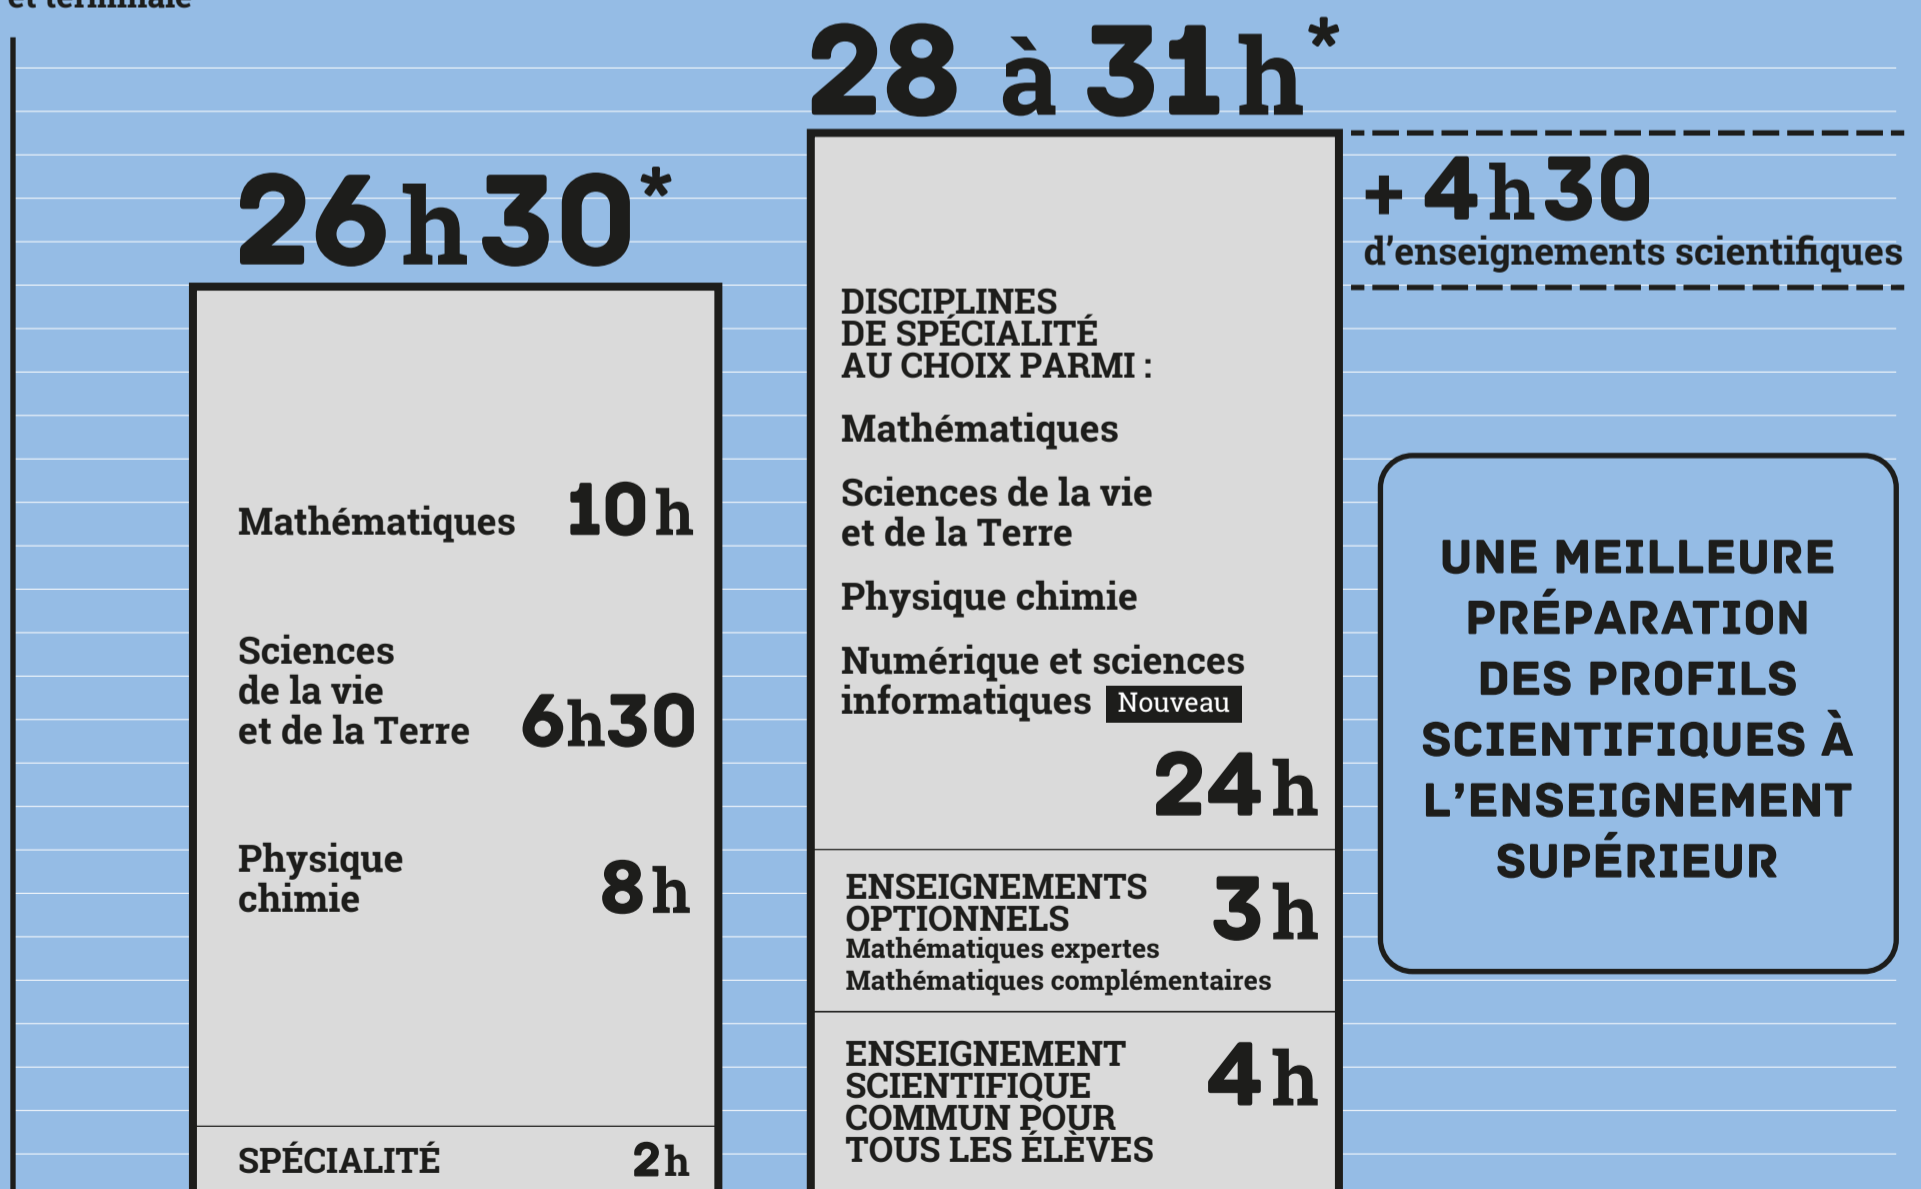 et terminale
28 à 31h*
26h30*
+ 4h30
d'enseignements scientifiques
Mathématiques 10h
Sciences
de la vie
et de la Terre 6h30
Physique
chimie 8h
SPÉCIALITÉ 2h
DISCIPLINES
DE SPÉCIALITÉ
AU CHOIX PARMI :
Mathématiques
Sciences de la vie
et de la Terre
Physique chimie
Numérique et sciences
informatiques Nouveau
24h
ENSEIGNEMENTS
OPTIONNELS 3h
Mathématiques expertes
Mathématiques complémentaires
ENSEIGNEMENT
SCIENTIFIQUE 4h
COMMUN POUR
TOUS LES ÉLÈVES
UNE MEILLEURE
PRÉPARATION
DES PROFILS
SCIENTIFIQUES À
L'ENSEIGNEMENT
SUPÉRIEUR